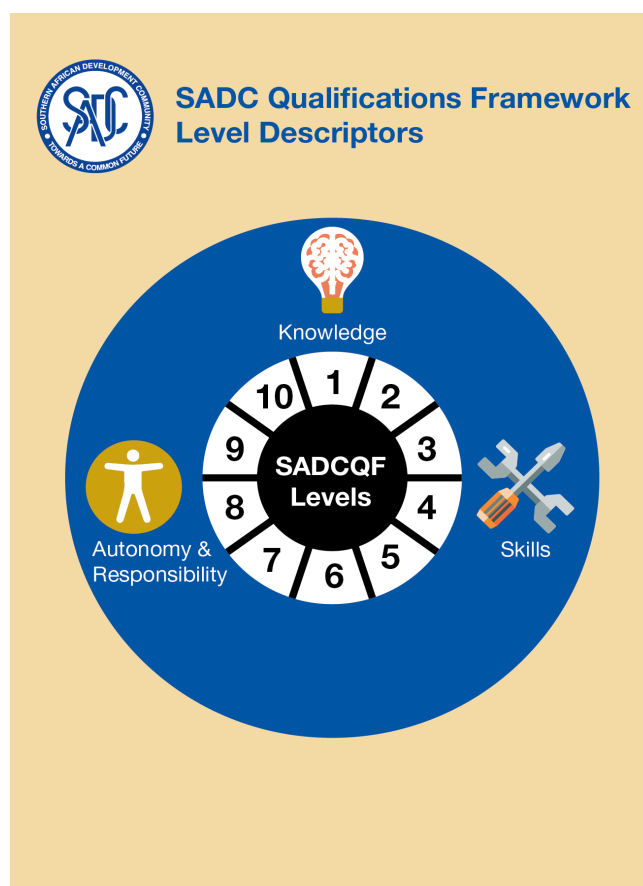 SOUTHERN AFRICAN DEVELOPMENT COMMUNITY
SADC
TOWARDS A COMMON FUTURE
SADC Qualifications Framework
Level Descriptors
Knowledge
1
2
3
4
5
6
7
8
9
10
SADCQF
Levels
Skills
Autonomy &
Responsibility